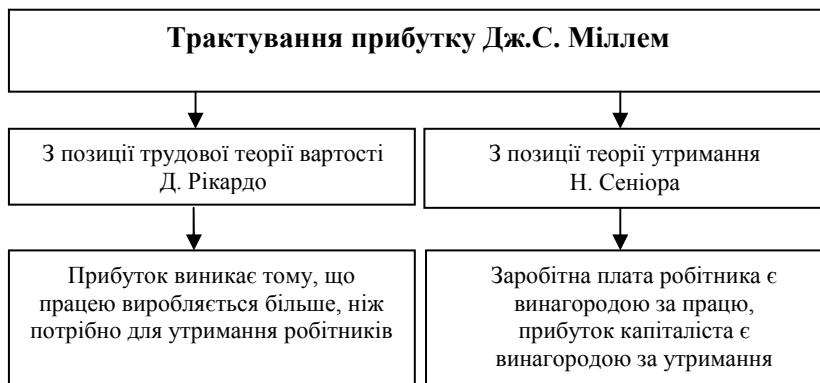 Трактування прибутку Дж.С. Міллем
З позиції трудової теорії вартості
Д. Рікардо
З позиції теорії утримання
Н. Сеніора
Прибуток виникає тому, що
працею виробляється більше, ніж
потрібно для утримання робітників
Заробітна плата робітника є
винагородою за працю,
прибуток капіталіста є
винагородою за утримання